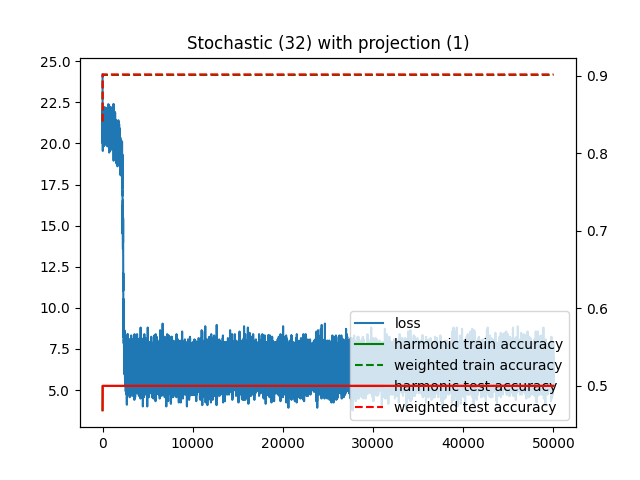 Stochastic (32) with projection (1)
25.0
22.5
20.0
17.5
15.0
12.5
10.0
7.5
5.0
0.9
0.8
0.7
0.6
0.5
loss
harmonic train accuracy
weighted train accuracy
harmonic test accuracy
weighted test accuracy
0 10000 20000 30000 40000 50000